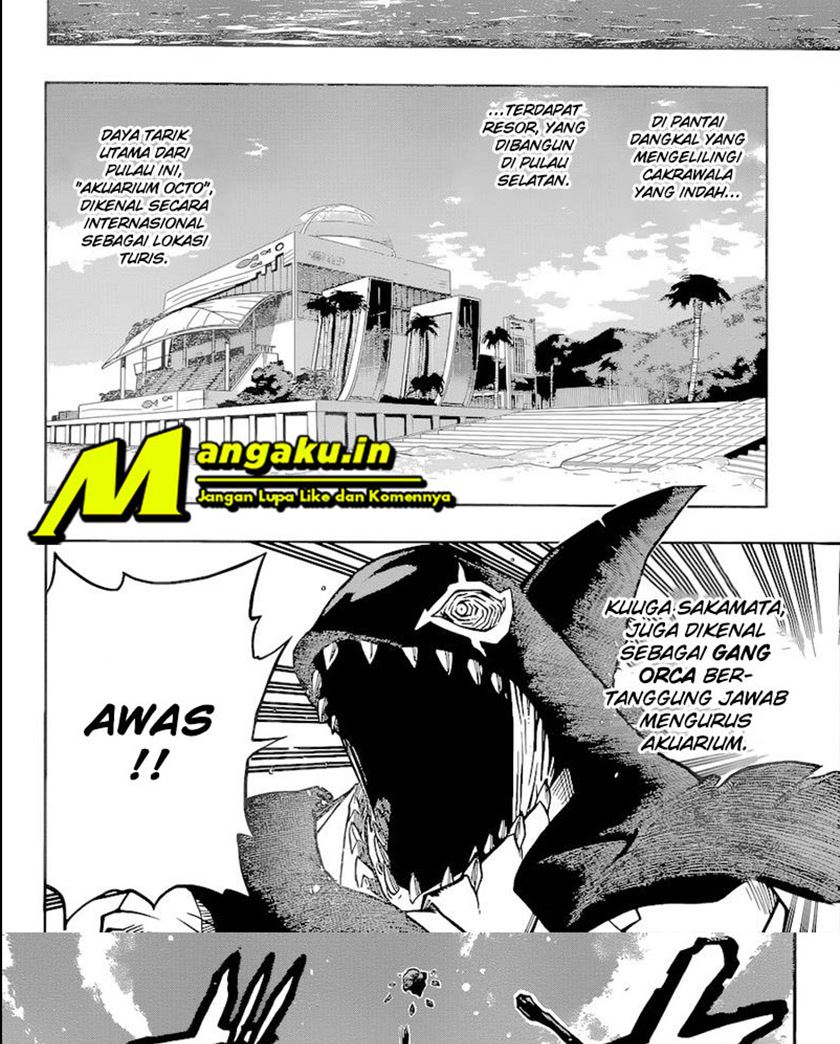 DI PANTAI
DANGKAL YANG
MENGELILINGI
CAKRAWALA
YANG INDAH...
...TERDAPAT
RESOR, YANG
DIBANGUN
DI PULAU
SELATAN.
DAYA TARIK
UTAMA DARI
PULAU INI,
"AKUARIUM OCTO",
DIKENAL SECARA
INTERNASIONAL
SEBAGAI LOKASI
TURIS.
Mangaku.in
Jangan Lupa Like dan Komennya
KUUGA SAKAMATA,
JUGA DIKENAL
SEBAGAI GANG
ORCA BER-
TANGGUNG JAWAB
MENGURUS
AKUARIUM.
AWAS
!!